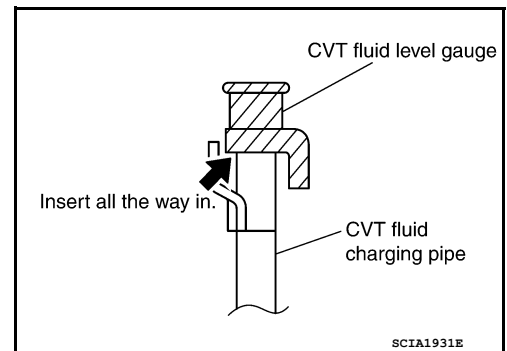 CVT fluid level gauge
Insert all the way in.
CVT fluid
charging pipe
SCIA1931E